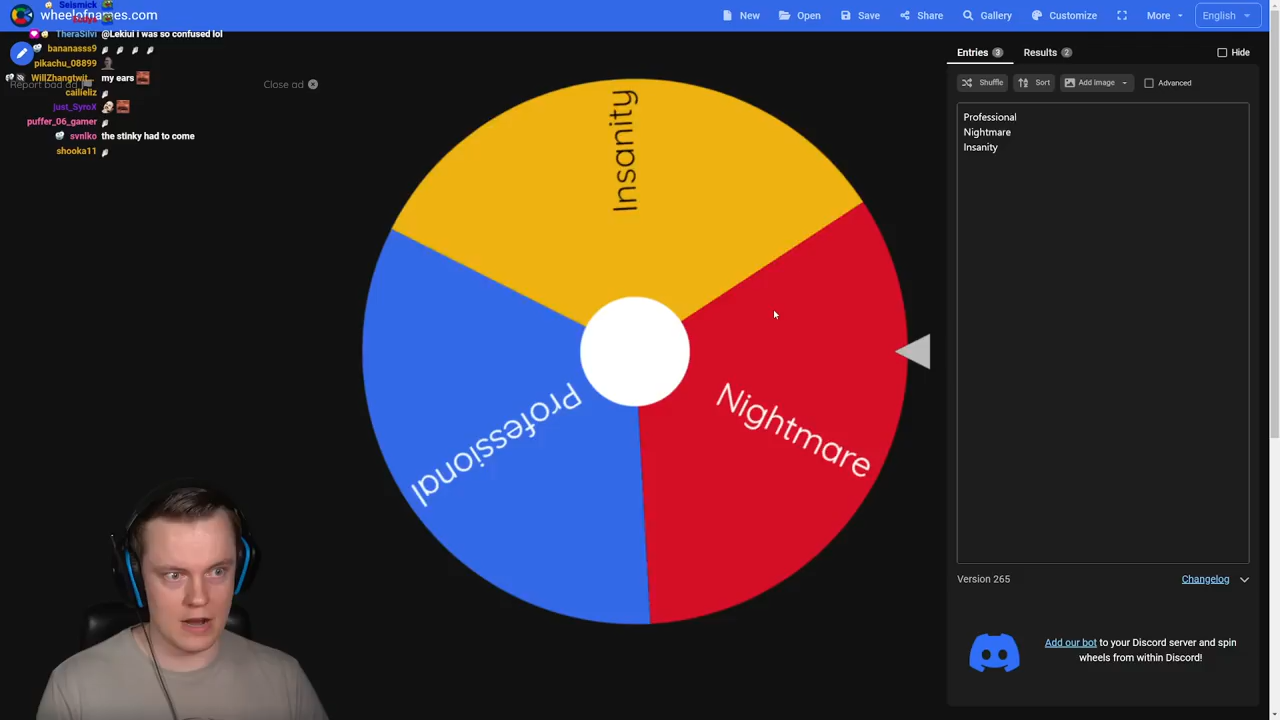 Seismick
wheelofnames.com
New
Open
Save
Share
Gallery
Customize
More
English
TheraSilvi @Lekiui i was so confused lol
bananasss9
pikachu_08899
WillZhangtwit... my ears
Report bad ad
Close ad
cailieliz
just_SyroX
puffer_06_gamer
svnlko the stinky had to come
shooka11
Insanity
Nightmare
Professional
Entries 3
Results 2
Hide
Shuffle
Sort
Add image
Advanced
Professional
Nightmare
Insanity
Version 265
Changelog
Add our bot to your Discord server and spin
wheels from within Discord!